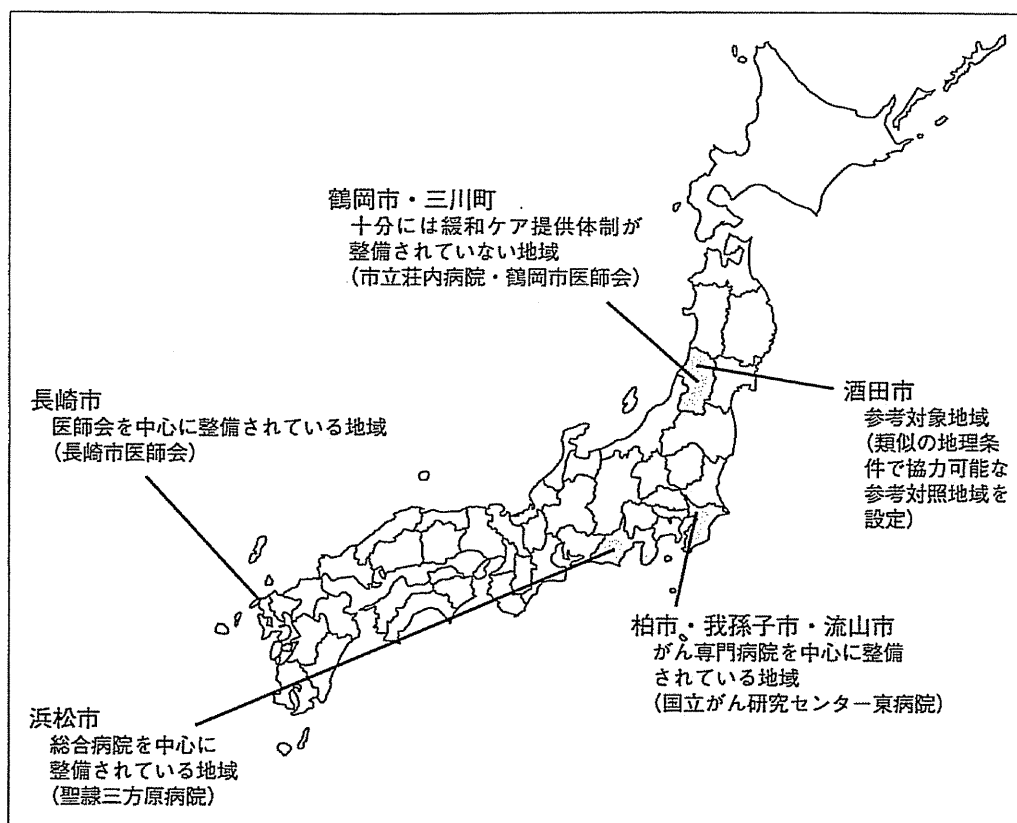 鶴岡市・三川町
十分には緩和ケア提供体制が
整備されていない地域
(市立荘内病院・鶴岡市医師会)
長崎市
医師会を中心に整備されている地域
(長崎市医師会)
酒田市
参考対象地域
(類似の地理条
件で協力可能な
参考対照地域を
設定)
柏市・我孫子市・流山市
がん専門病院を中心に整備
されている地域
(国立がん研究センター東病院)
浜松市
総合病院を中心に
整備されている地域
(聖隷三方原病院)